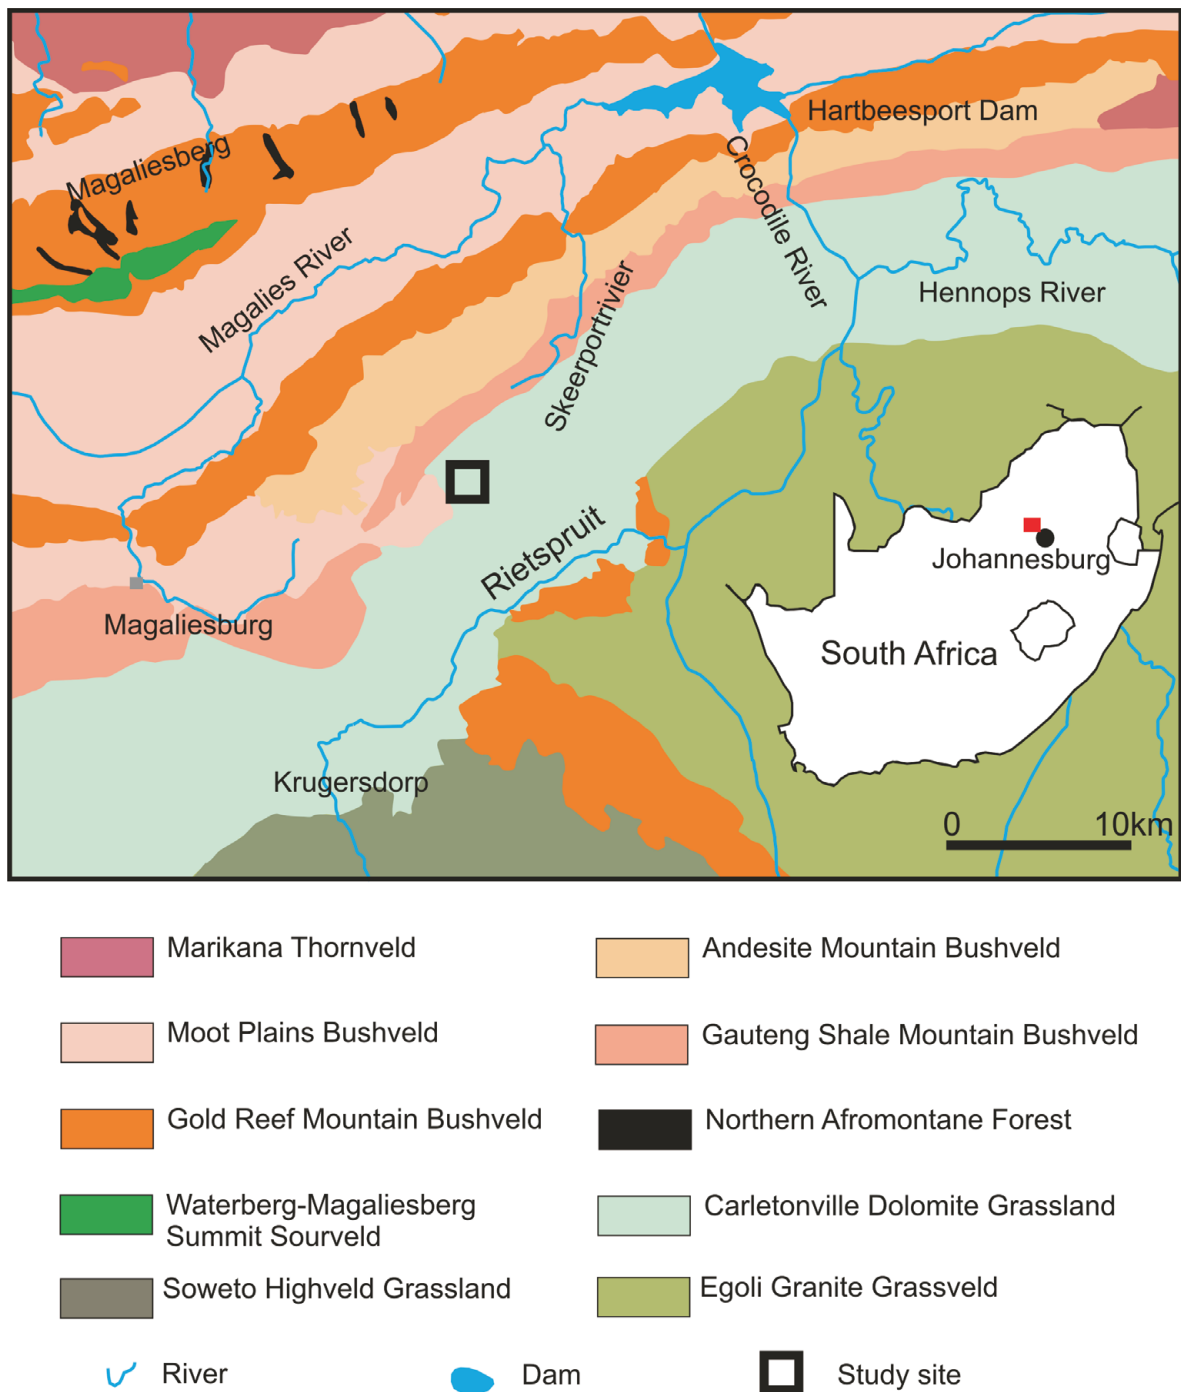 Hartbeesport Dam
Magaliesberg
Crocodile River
Magalies River
Hennops River
Skeerportrivier
Rietspruit
Johannesburg
Magaliesburg
South Africa
Krugersdorp
0 10km
Marikana Thornveld
Andesite Mountain Bushveld
Moot Plains Bushveld
Gauteng Shale Mountain Bushveld
Gold Reef Mountain Bushveld
Northern Afromontane Forest
Waterberg-Magaliesberg
Summit Sourveld
Carletonville Dolomite Grassland
Soweto Highveld Grassland
Egoli Granite Grassveld
River
Dam
Study site